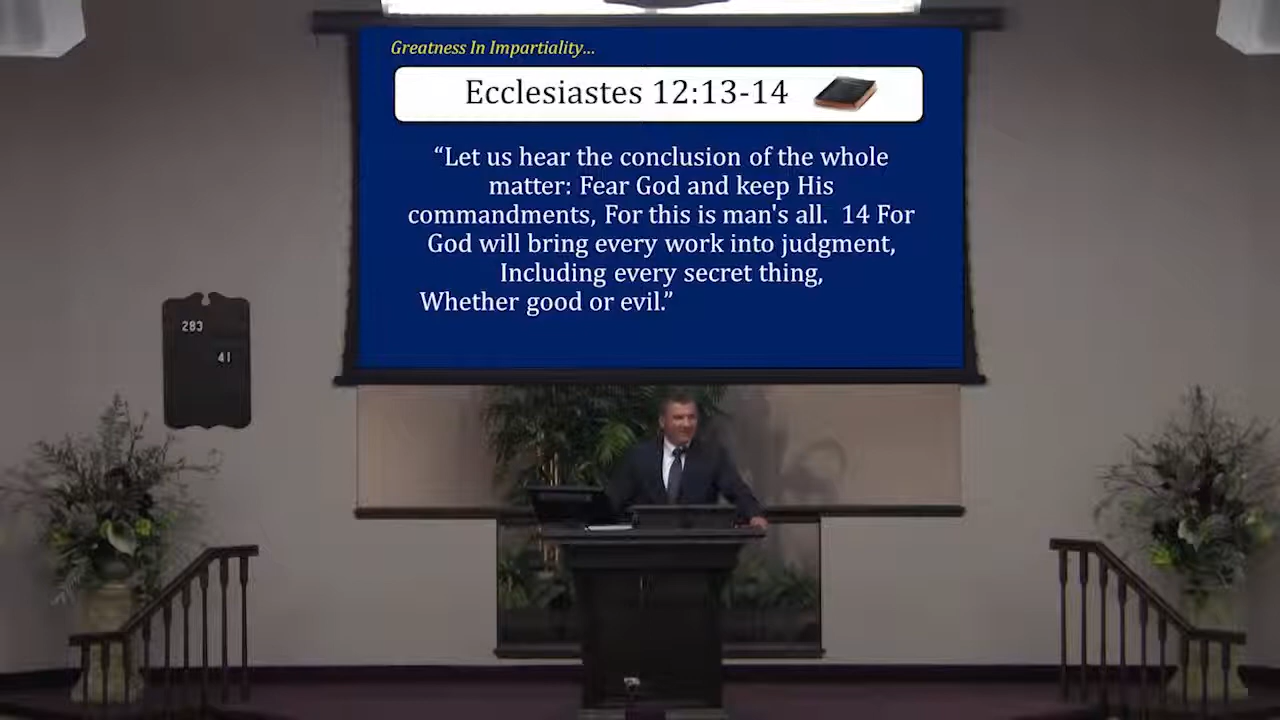 Greatness In Impartiality...
Ecclesiastes 12:13-14
“Let us hear the conclusion of the whole
matter: Fear God and keep His
commandments, For this is man's all.  14 For
God will bring every work into judgment,
Including every secret thing,
Whether good or evil.”
283
41